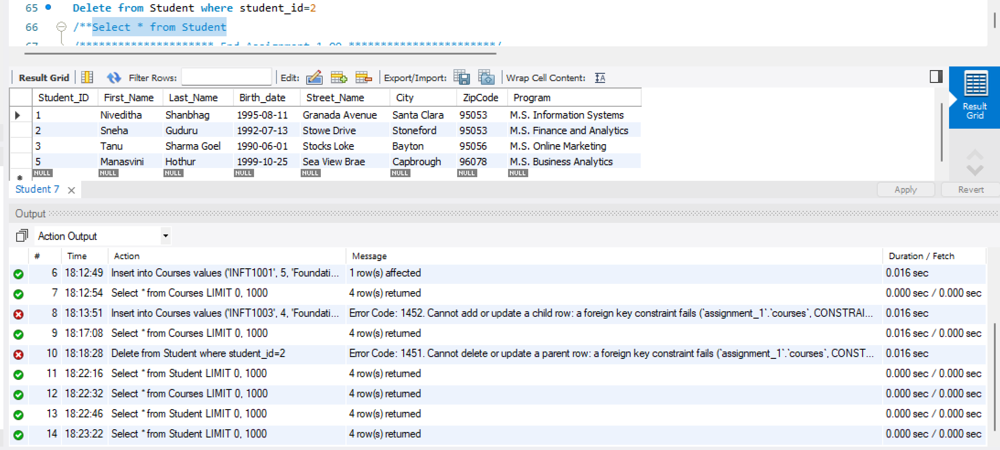 65 Delete from Student where student_id=2
66 /**Select * from Student
Result Grid Filter Rows: Edit: Export/Import: Wrap Cell Content:
Student_ID First_Name Last_Name Birth_date Street_Name City ZipCode Program
1 Niveditha Shanbhag 1995-08-11 Granada Avenue Santa Clara 95053 M.S. Information Systems
2 Sneha Guduru 1992-07-13 Stowe Drive Stoneford 95053 M.S. Finance and Analytics
3 Tanu Sharma Goel 1990-06-01 Stocks Loke Bayton 95056 M.S. Online Marketing
5 Manasvini Hothur 1999-10-25 Sea View Brae Capbrough 96078 M.S. Business Analytics
NULL NULL NULL NULL NULL NULL NULL NULL
Result
Grid
Student 7 Apply Revert
Output
Action Output
# Time Action Message Duration / Fetch
6 18:12:49 Insert into Courses values ("INFT1001", 5, "Foundati... 1 row(s) affected 0.016 sec
7 18:12:54 Select * from Courses LIMIT 0, 1000 4 row(s) returned 0.000 sec / 0.000 sec
8 18:13:51 Insert into Courses values ("INFT1003", 4, "Foundati... Error Code: 1452. Cannot add or update a child row: a foreign key constraint fails (`assignment_1`.`courses`, CONSTRAI... 0.016 sec
9 18:17:08 Select * from Courses LIMIT 0, 1000 4 row(s) returned 0.016 sec / 0.000 sec
10 18:18:28 Delete from Student where student_id=2 Error Code: 1451. Cannot delete or update a parent row: a foreign key constraint fails (`assignment_1`.`courses`, CONST... 0.016 sec
11 18:22:16 Select * from Student LIMIT 0, 1000 4 row(s) returned 0.000 sec / 0.000 sec
12 18:22:32 Select * from Courses LIMIT 0, 1000 4 row(s) returned 0.000 sec / 0.000 sec
13 18:22:46 Select * from Student LIMIT 0, 1000 4 row(s) returned 0.000 sec / 0.000 sec
14 18:23:22 Select * from Student LIMIT 0, 1000 4 row(s) returned 0.000 sec / 0.000 sec